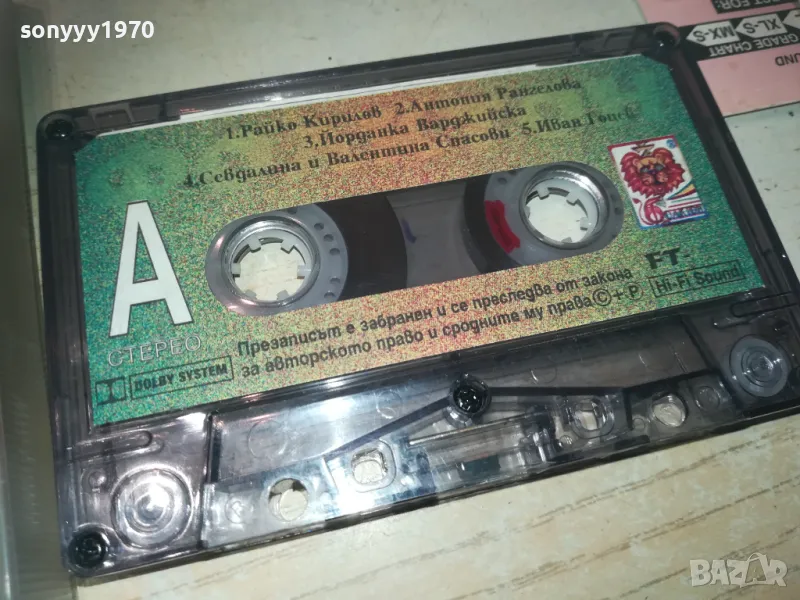 sonyyy1970
GRADE CHART
XL-S
MX-S
1.Райко Кирилов 2.Антония Рангелова
3.Йорданка Варджийска
4.Севдалина и Валентина Спасови 5.Иван
A
СТЕРЕО
DOLBY SYSTEM
Презаписът е забранен и се преследва от закона
за авторското право и сродните му права ©+P
FT-
Hi-Fi Sound
BAZAR